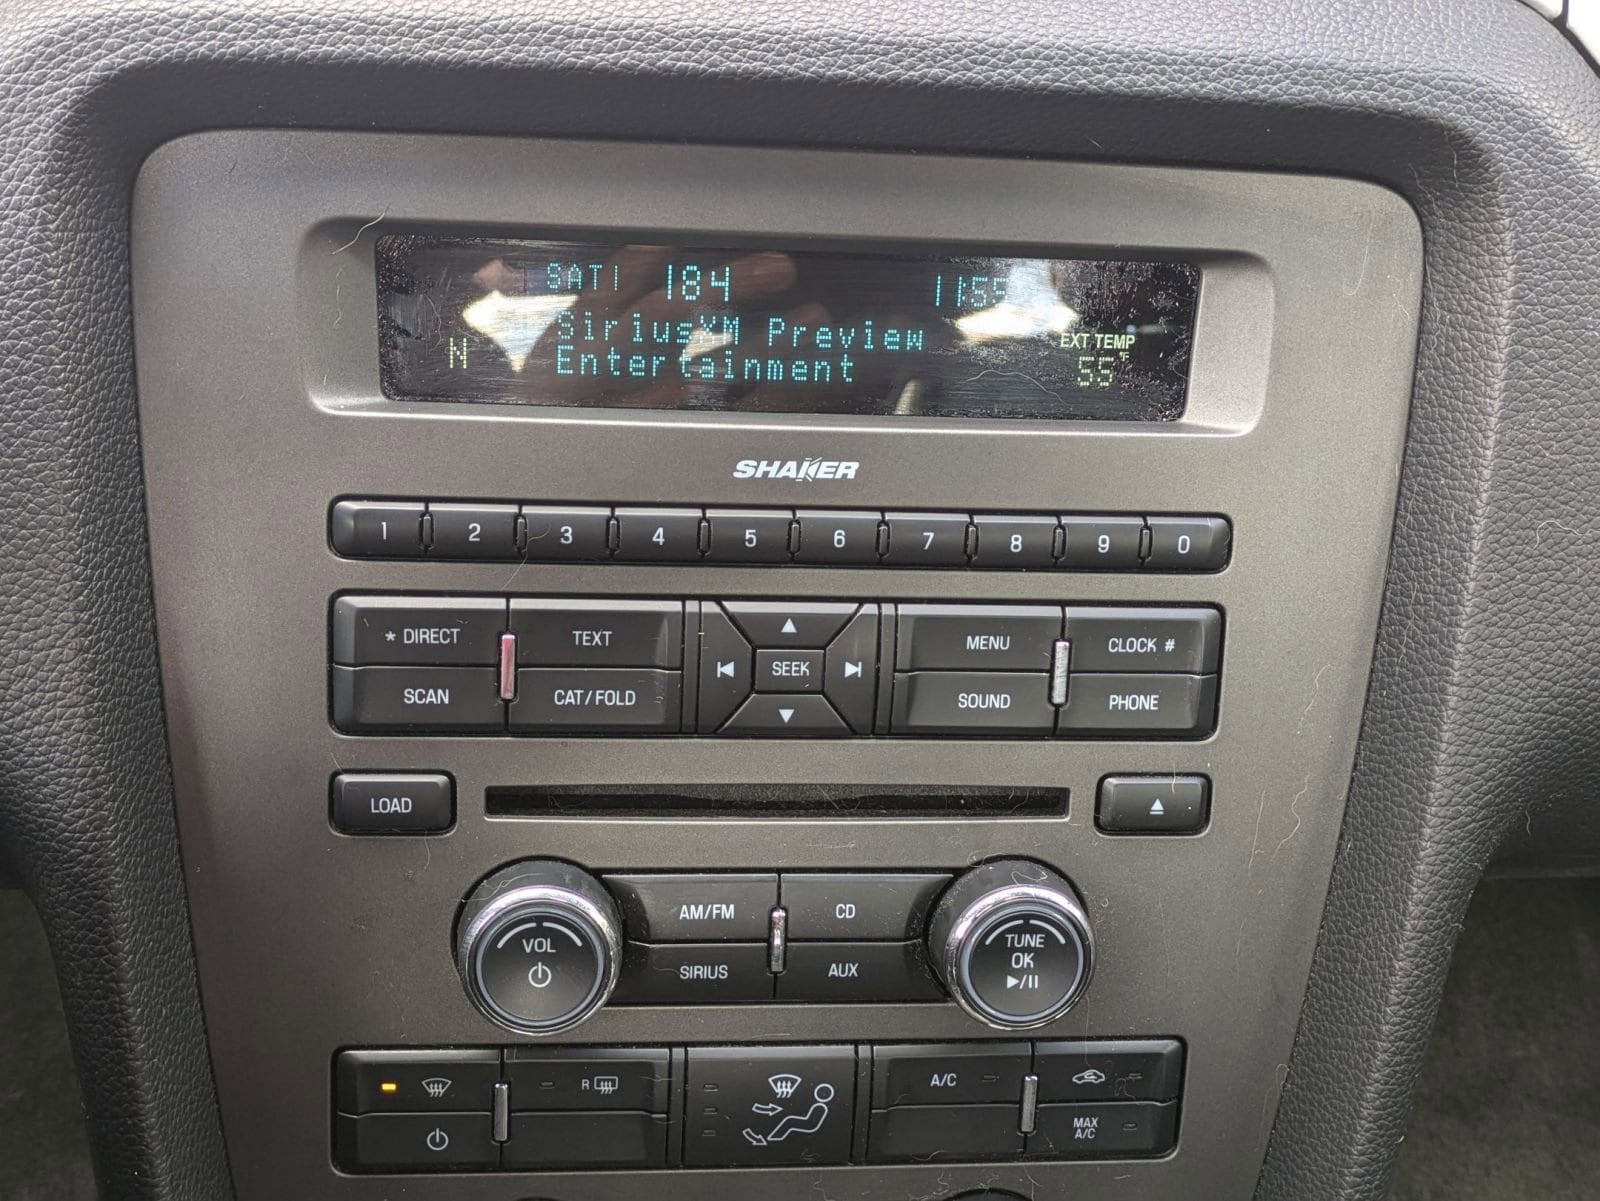 SAT1 184 11:55
SiriusXM Preview
N Entertainment
EXT TEMP
55°F
SHAKER
1 2 3 4 5 6 7 8 9 0
* DIRECT TEXT MENU CLOCK #
SEEK
SCAN CAT/FOLD SOUND PHONE
LOAD
AM/FM CD
VOL TUNE
OK
SIRIUS AUX
R A/C
MAX
A/C